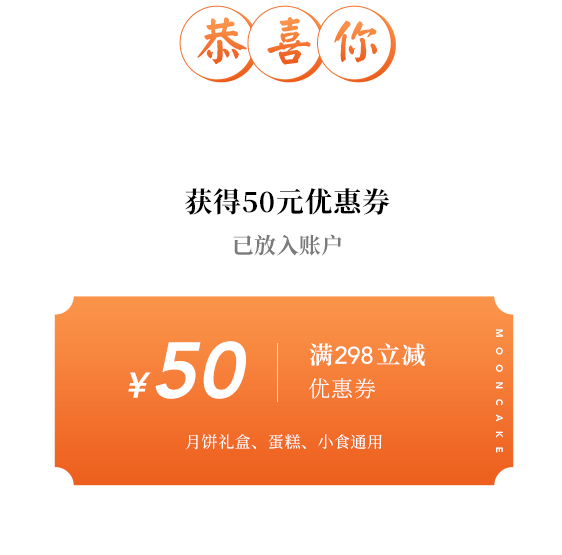 恭喜你
获得50元优惠券
已放入账户
¥50
满298立减
优惠券
月饼礼盒、蛋糕、小食通用
MOONCAKE